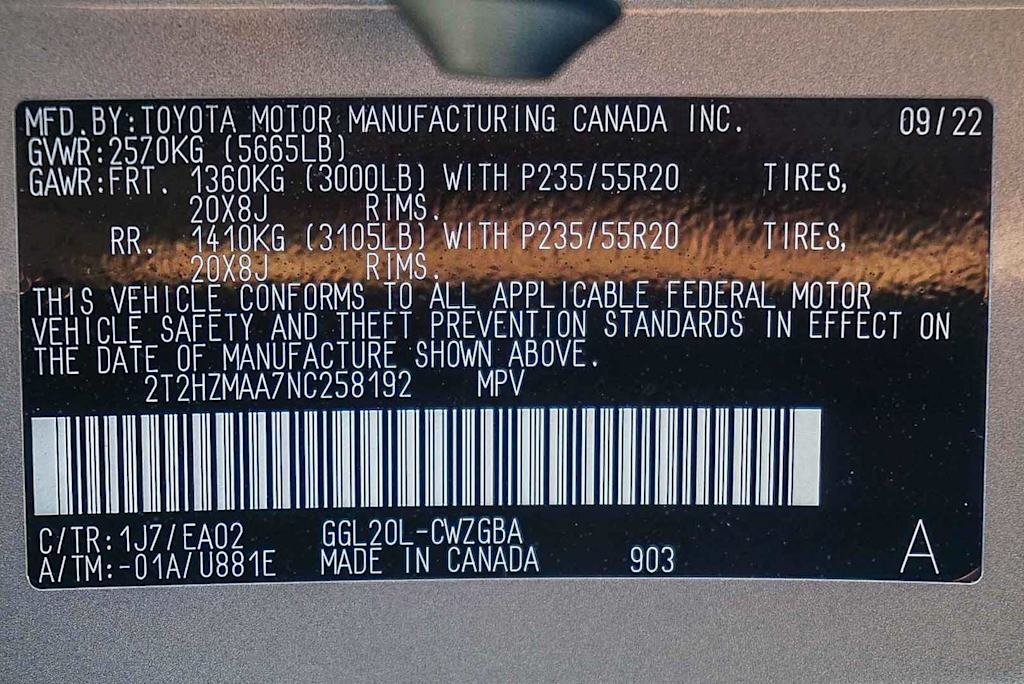 MFD.BY:TOYOTA MOTOR MANUFACTURING CANADA INC. 09/22
GVWR:2570KG (5665LB)
GAWR:FRT. 1360KG (3000LB) WITH P235/55R20 TIRES,
20X8J RIMS.
RR. 1410KG (3105LB) WITH P235/55R20 TIRES,
20X8J RIMS.
THIS VEHICLE CONFORMS TO ALL APPLICABLE FEDERAL MOTOR
VEHICLE SAFETY AND THEFT PREVENTION STANDARDS IN EFFECT ON
THE DATE OF MANUFACTURE SHOWN ABOVE.
2T2HZMAA7NC258192 MPV
C/TR:1J7/EA02 GGL20L-CWZGBA
A/TM:-01A/U881E MADE IN CANADA 903 A